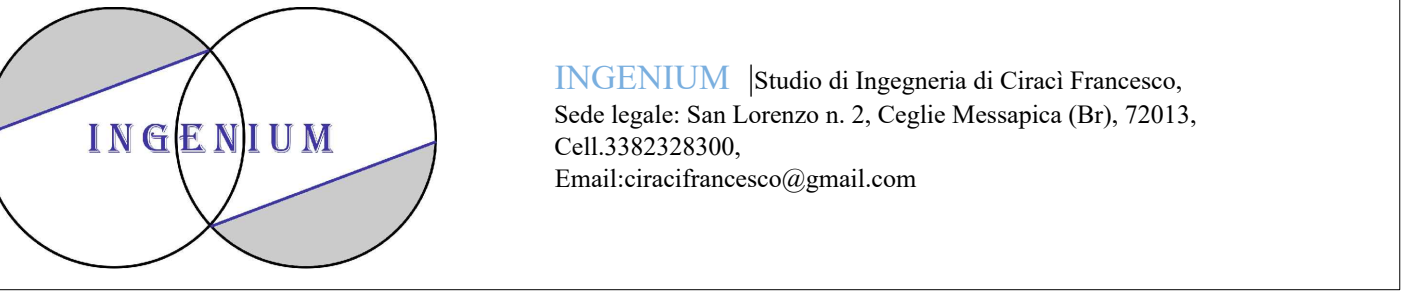 INGENIUM
INGENIUM |Studio di Ingegneria di Ciracì Francesco,
Sede legale: San Lorenzo n. 2, Ceglie Messapica (Br), 72013,
Cell.3382328300,
Email:ciracifrancesco@gmail.com